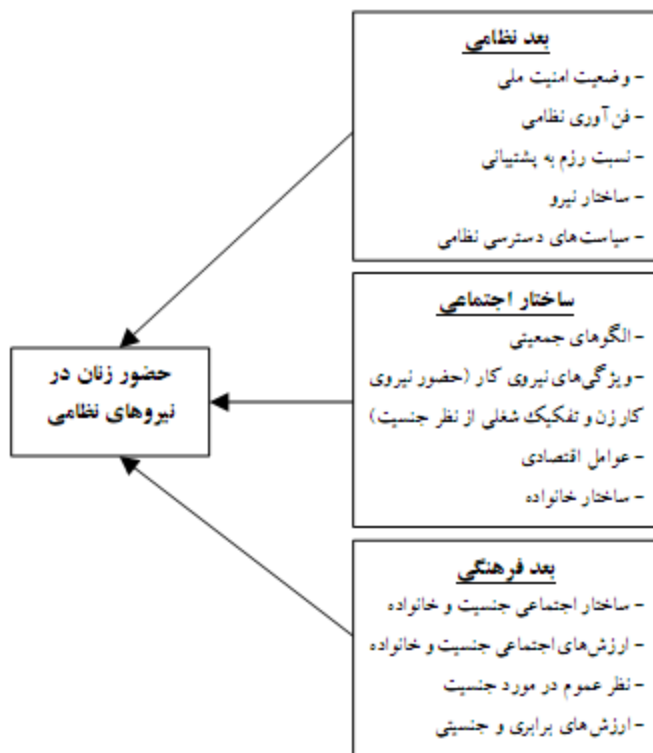 بعد نظامی
- وضعیت امنیت ملی
- فن‌آوری نظامی
- نسبت رزم به پشتیبانی
- ساختار نیرو
- سیاست‌های دسترسی نظامی
ساختار اجتماعی
- الگوهای جمعیتی
- ویژگی‌های نیروی کار (حضور نیروی
کار زن و تفکیک شغلی از نظر جنسیت)
- عوامل اقتصادی
- ساختار خانواده
حضور زنان در
نیروهای نظامی
بعد فرهنگی
- ساختار اجتماعی جنسیت و خانواده
- ارزش‌های اجتماعی جنسیت و خانواده
- نظر عموم در مورد جنسیت
- ارزش‌های برابری و جنسیتی